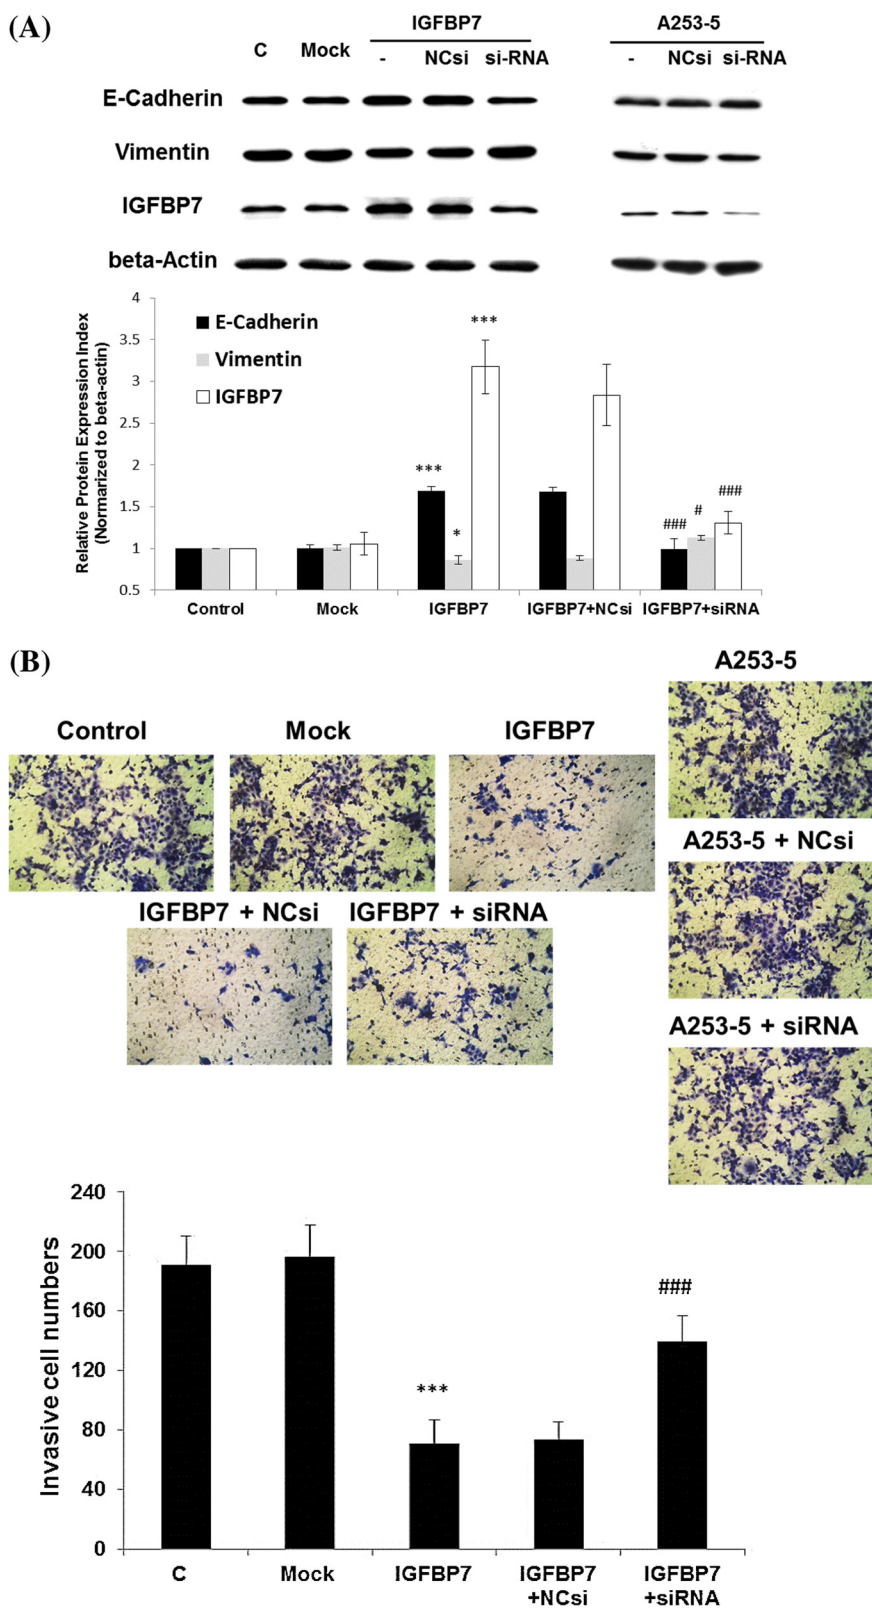 (A)
IGFBP7
A253-5
C
Mock
-
NCsi
si-RNA
-
NCsi
si-RNA
E-Cadherin
Vimentin
IGFBP7
beta-Actin
Relative Protein Expression Index
(Normarized to beta-actin)
4
3.5
3
2.5
2
1.5
1
0.5
E-Cadherin
Vimentin
IGFBP7
***
***
*
###
#
###
Control
Mock
IGFBP7
IGFBP7+NCsi
IGFBP7+siRNA
(B)
A253-5
Control
Mock
IGFBP7
A253-5 + NCsi
IGFBP7 + NCsi
IGFBP7 + siRNA
A253-5 + siRNA
Invasive cell numbers
240
200
160
120
80
40
0
***
###
C
Mock
IGFBP7
IGFBP7
+NCsi
IGFBP7
+siRNA